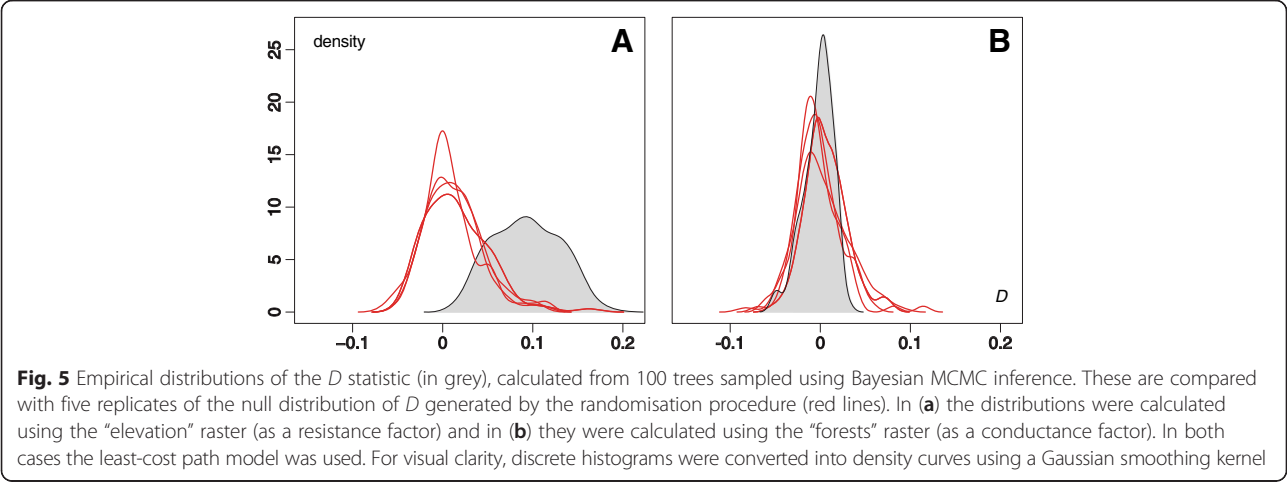 density
A
B
25
20
15
10
5
0
D
−0.1 0 0.1 0.2
-0.1 0 0.1 0.2
Fig. 5 Empirical distributions of the D statistic (in grey), calculated from 100 trees sampled using Bayesian MCMC inference. These are compared
with five replicates of the null distribution of D generated by the randomisation procedure (red lines). In (a) the distributions were calculated
using the “elevation” raster (as a resistance factor) and in (b) they were calculated using the “forests” raster (as a conductance factor). In both
cases the least-cost path model was used. For visual clarity, discrete histograms were converted into density curves using a Gaussian smoothing kernel